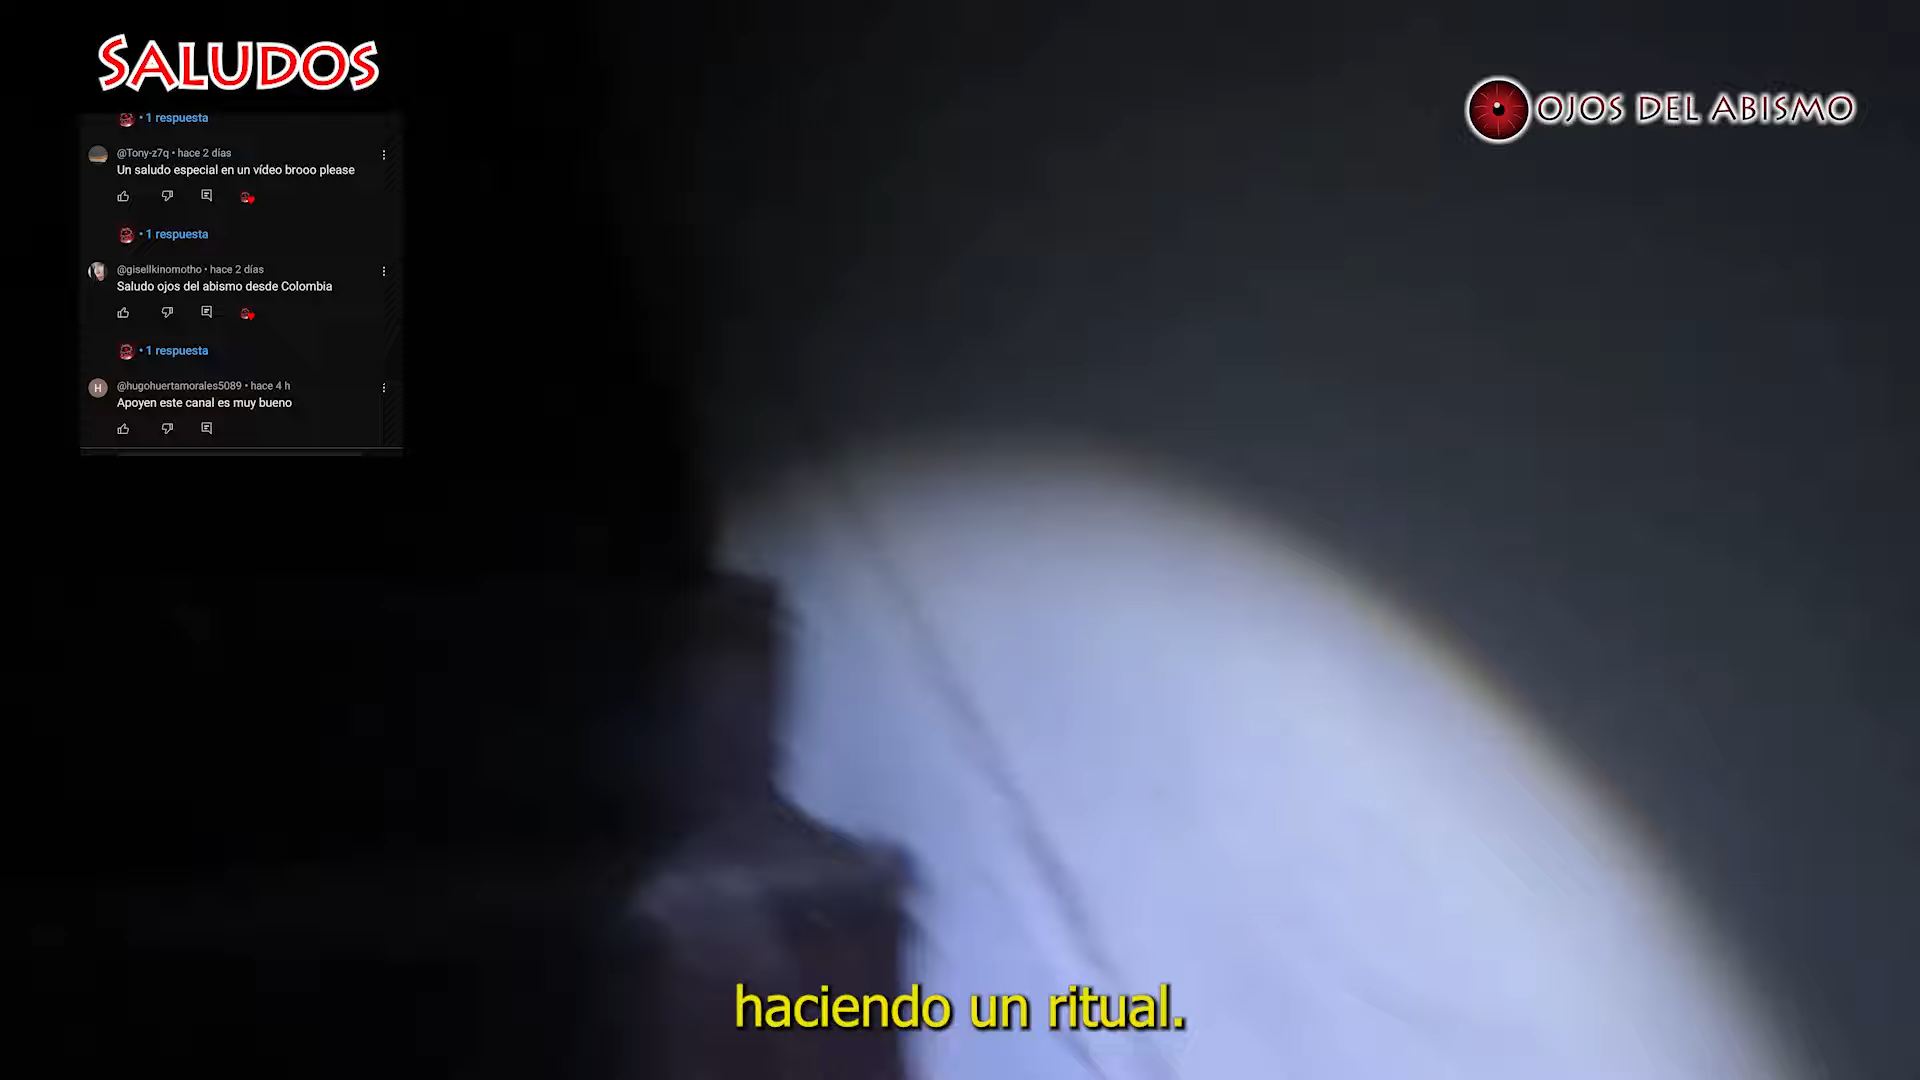 SALUDOS
OJOS DEL ABISMO
• 1 respuesta
@Tony-z7q • hace 2 días
Un saludo especial en un vídeo brooo please
• 1 respuesta
@gisellkinomotho • hace 2 días
Saludo ojos del abismo desde Colombia
• 1 respuesta
H
@hugohuertamorales5089 • hace 4 h
Apoyen este canal es muy bueno
haciendo un ritual.